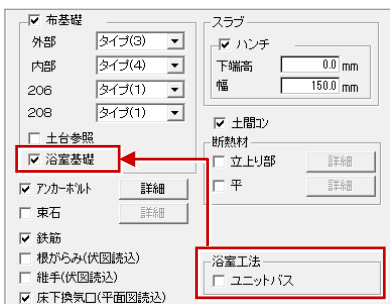 布基礎
外部 タイプ(3)
内部 タイプ(4)
206 タイプ(1)
208 タイプ(1)
土台参照
浴室基礎
アンカーボルト 詳細
束石 詳細
鉄筋
根がらみ(伏図読込)
継手(伏図読込)
床下換気口(平面図読込)
スラブ
ハンチ
下端高 0.0 mm
幅 150.0 mm
土間コン
断熱材
立上り部 詳細
平 詳細
浴室工法
ユニットバス